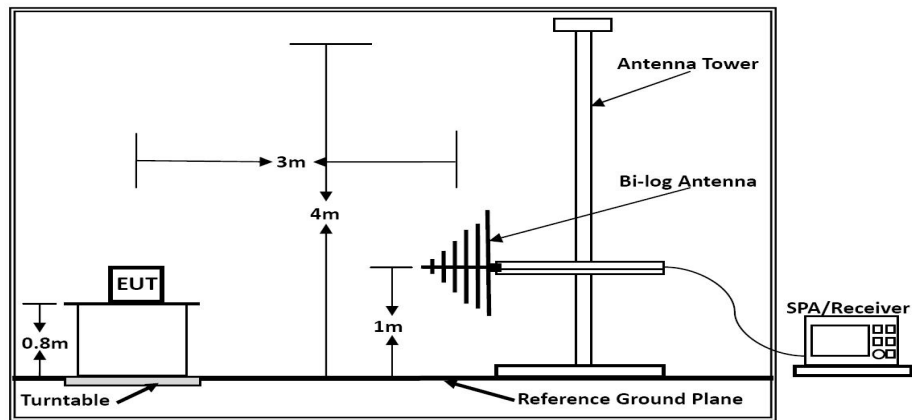 Antenna Tower
3m
Bi-log Antenna
4m
EUT
SPA/Receiver
0.8m
1m
Turntable
Reference Ground Plane